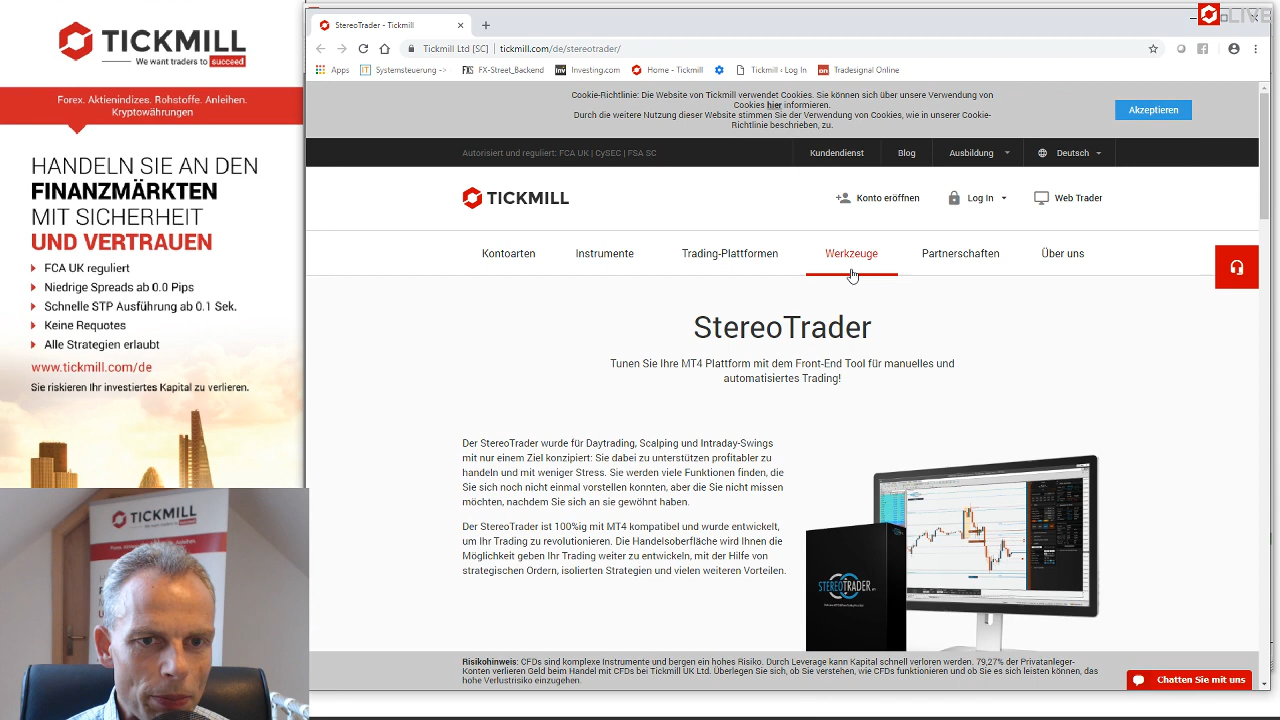 TICKMILL
We want traders to succeed
Forex. Aktienindizes. Rohstoffe. Anleihen.
Kryptowährungen
HANDELN SIE AN DEN
FINANZMÄRKTEN
MIT SICHERHEIT
UND VERTRAUEN
FCA UK reguliert
Niedrige Spreads ab 0.0 Pips
Schnelle STP Ausführung ab 0.1 Sek.
Keine Requotes
Alle Strategien erlaubt
www.tickmill.com/de
Sie riskieren Ihr investiertes Kapital zu verlieren.
TICKMILL
StereoTrader - Tickmill
LIVE
Tickmill Ltd [SC] | tickmill.com/de/stereotrader/
Apps
Systemsteuerung ->
FXS FX-Street_Backend
Inv Investing.com
Home - Tickmill
Tickmill ‹ Log In
Tradesignal Online
Cookie-Richtlinie: Die Website von Tickmill verwendet Cookies. Sie können sich über unsere Verwendung von
Cookies hier informieren.
Durch die weitere Nutzung dieser Website stimmen Sie der Verwendung von Cookies, wie in unserer Cookie-
Richtlinie beschrieben, zu.
Akzeptieren
Autorisiert und reguliert: FCA UK | CySEC | FSA SC
Kundendienst
Blog
Ausbildung
Deutsch
TICKMILL
Konto eröffnen
Log In
Web Trader
Kontoarten
Instrumente
Trading-Plattformen
Werkzeuge
Partnerschaften
Über uns
StereoTrader
Tunen Sie Ihre MT4 Plattform mit dem Front-End Tool für manuelles und
automatisiertes Trading!
Der StereoTrader wurde für Daytrading, Scalping und Intraday-Swings
mit nur einem Ziel konzipiert: Sie dabei zu unterstützen profitabler zu
handeln und mit weniger Stress. Sie werden viele Funktionen finden, die
Sie sich noch nicht einmal vorstellen konnten, aber die Sie nicht missen
möchten, nachdem Sie sich an sie gewöhnt haben.
Der StereoTrader ist 100%ig mit MT4 kompatibel und wurde entwickelt
um Ihr Trading zu revolutionieren. Die Handelsoberfläche wird Ihnen die
Möglichkeit geben Ihr Trading weiter zu entwickeln, mit der Hilfe von
strategischen Ordern, isolierten Strategien und vielen weiteren
STEREOTRADER
Risikohinweis: CFDs sind komplexe Instrumente und bergen ein hohes Risiko. Durch Leverage kann Kapital schnell verloren werden. 79,27% der Privatanleger-
Konten verlieren Geld beim Handel mit CFDs bei Tickmill UK Ltd. Überlegen Sie sich, ob Sie verstehen, wie CFDs funktionieren und ob Sie es sich leisten können, das
hohe Verlustrisiko einzugehen.
Chatten Sie mit uns